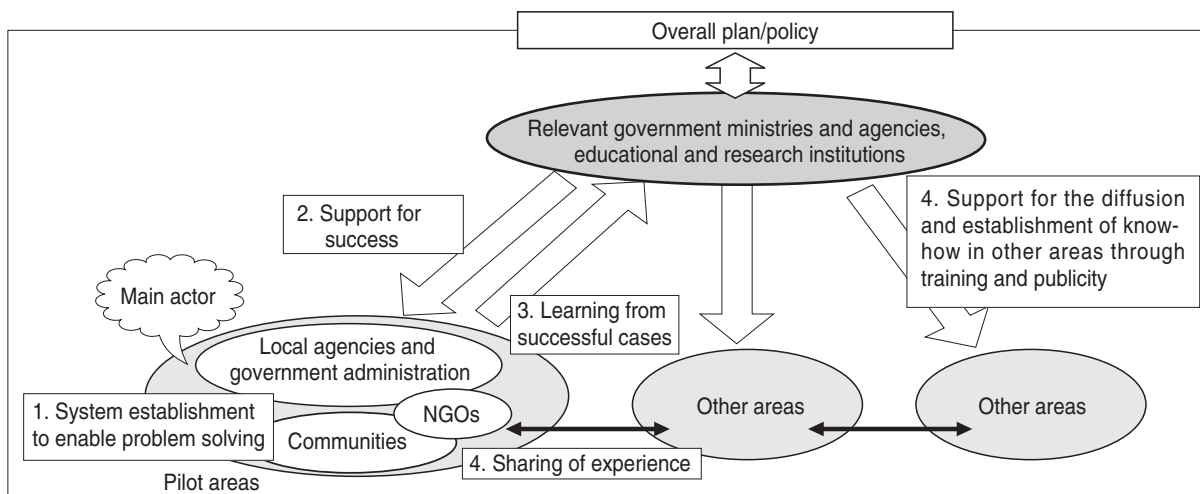 Overall plan/policy
Relevant government ministries and agencies,
educational and research institutions
2. Support for
success
4. Support for the diffusion
and establishment of know-
how in other areas through
training and publicity
Main actor
3. Learning from
successful cases
Local agencies and
government administration
1. System establishment
to enable problem solving
NGOs
Communities
Other areas
Other areas
4. Sharing of experience
Pilot areas